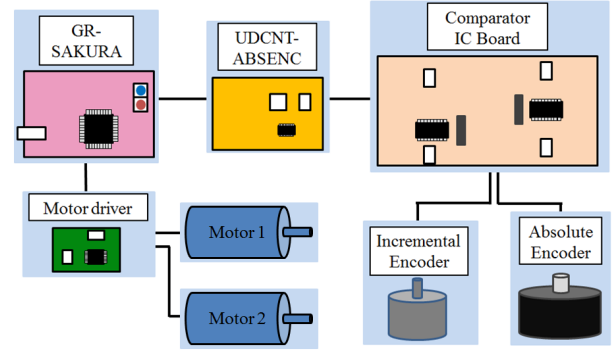 GR-
SAKURA
UDCNT-
ABSENC
Comparator
IC Board
Motor driver
Motor 1
Motor 2
Incremental
Encoder
Absolute
Encoder